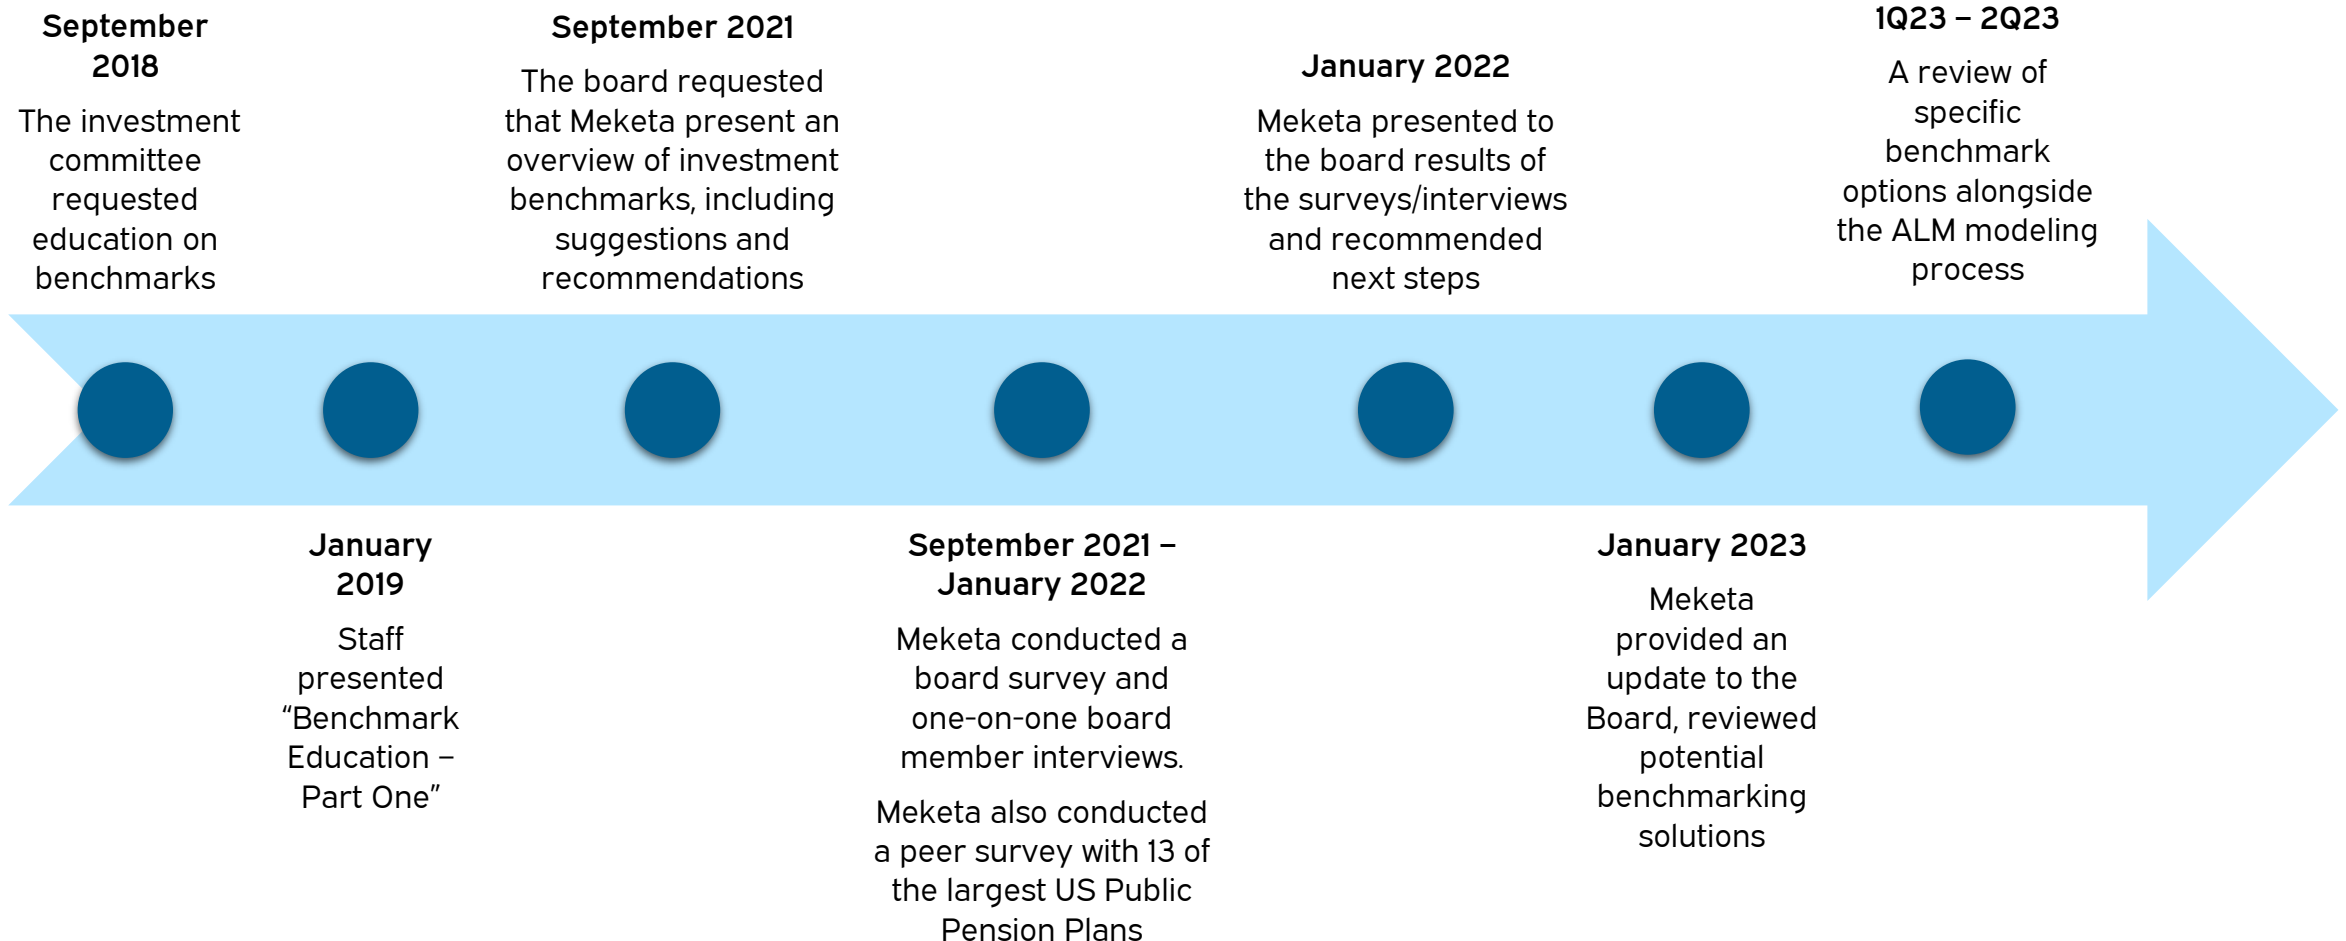 September
2018
The investment
committee
requested
education on
benchmarks
January
2019
Staff
presented
“Benchmark
Education –
Part One”
September 2021
The board requested
that Meketa present an
overview of investment
benchmarks, including
suggestions and
recommendations
September 2021 –
January 2022
Meketa conducted a
board survey and
one-on-one board
member interviews.
Meketa also conducted
a peer survey with 13 of
the largest US Public
Pension Plans
January 2022
Meketa presented to
the board results of
the surveys/interviews
and recommended
next steps
January 2023
Meketa
provided an
update to the
Board, reviewed
potential
benchmarking
solutions
1Q23 – 2Q23
A review of
specific
benchmark
options alongside
the ALM modeling
process